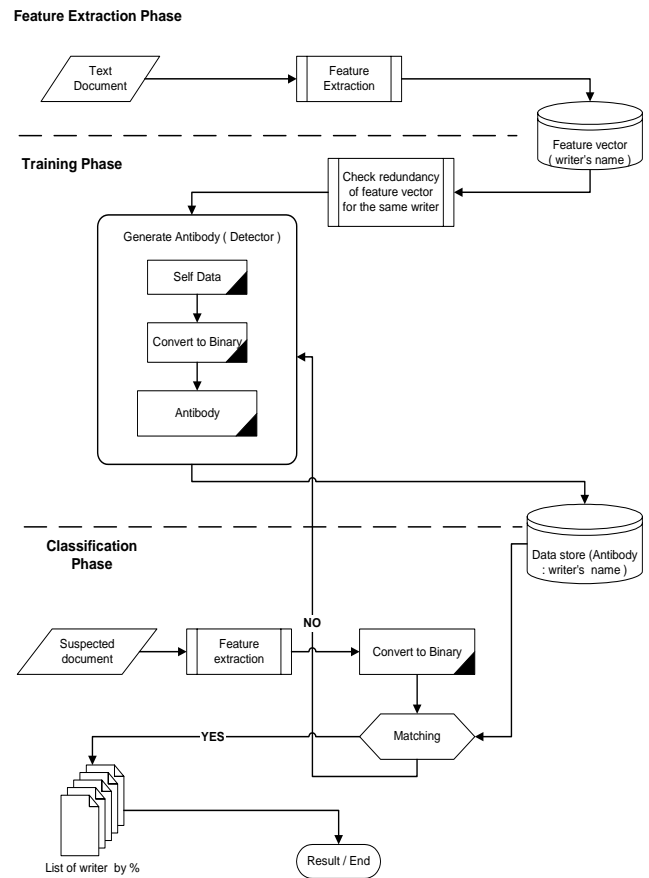 Feature Extraction Phase
Text
Document
Feature
Extraction
Feature vector
( writer's name )
Training Phase
Check redundancy
of feature vector
for the same writer
Generate Antibody ( Detector )
Self Data
Convert to Binary
Antibody
Classification
Phase
Data store (Antibody
: writer's name )
NO
Suspected
document
Feature
extraction
Convert to Binary
YES
Matching
List of writer by %
Result / End